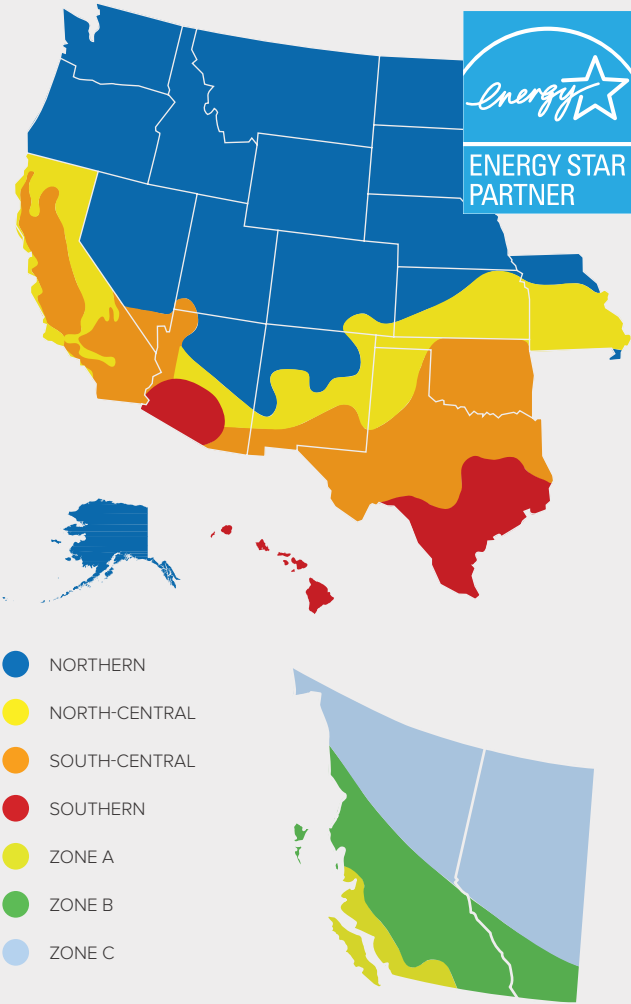 energy
ENERGY STAR
PARTNER
NORTHERN
NORTH-CENTRAL
SOUTH-CENTRAL
SOUTHERN
ZONE A
ZONE B
ZONE C